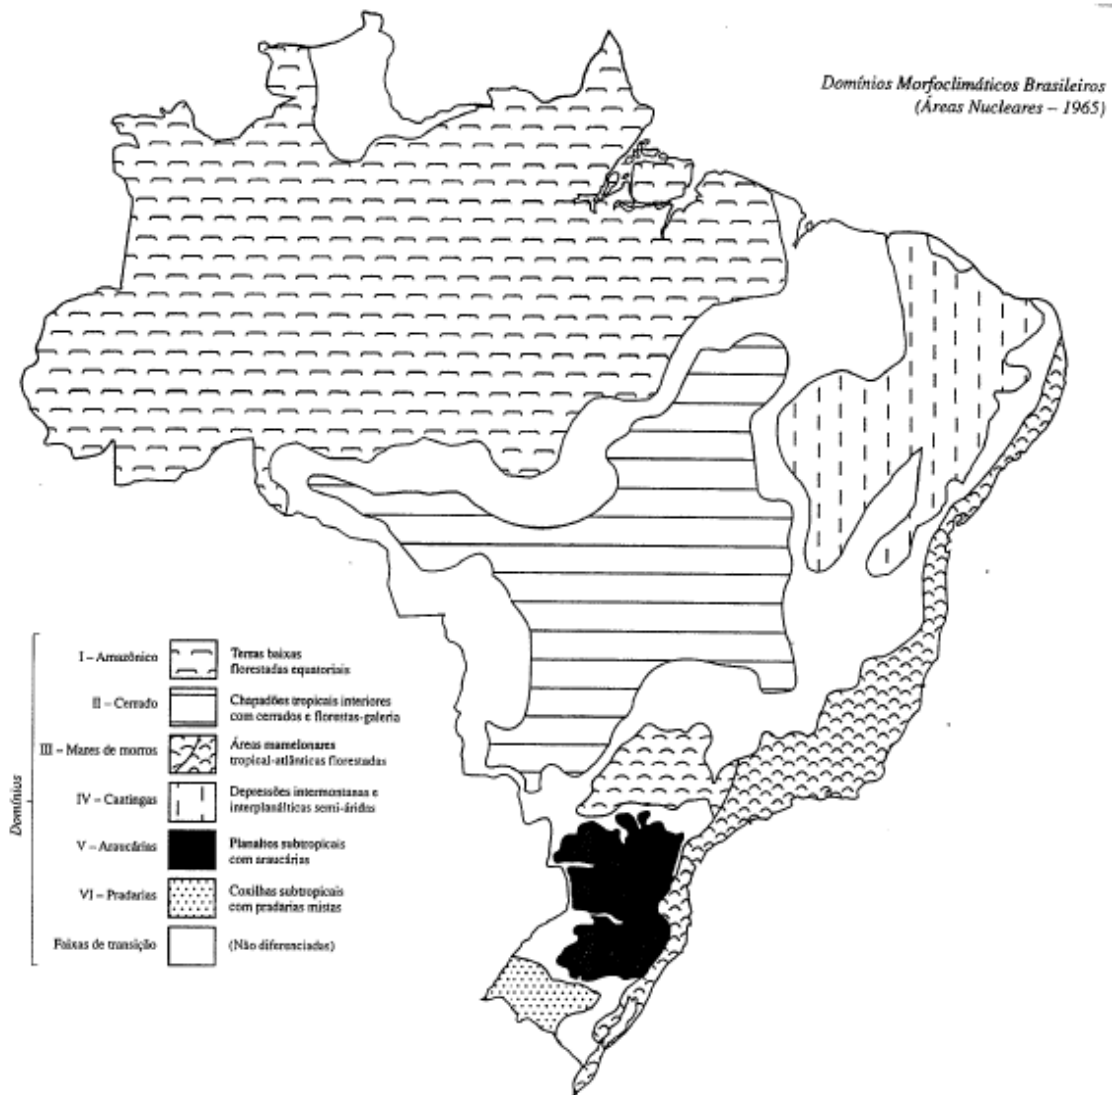 Domínios Morfoclimáticos Brasileiros
(Áreas Nucleares – 1965)
Domínios
I – Amazônico
Terras baixas
florestadas equatoriais
II – Cerrado
Chapadões tropicais interiores
com cerrados e florestas-galeria
III – Mares de morros
Áreas mamelonares
tropical-atlânticas florestadas
IV – Caatingas
Depressões intermontanas e
interplanálticas semi-áridas
V – Araucárias
Planaltos subtropicais
com araucárias
VI – Pradarias
Coxilhas subtropicais
com pradarias mistas
Faixas de transição
(Não diferenciadas)